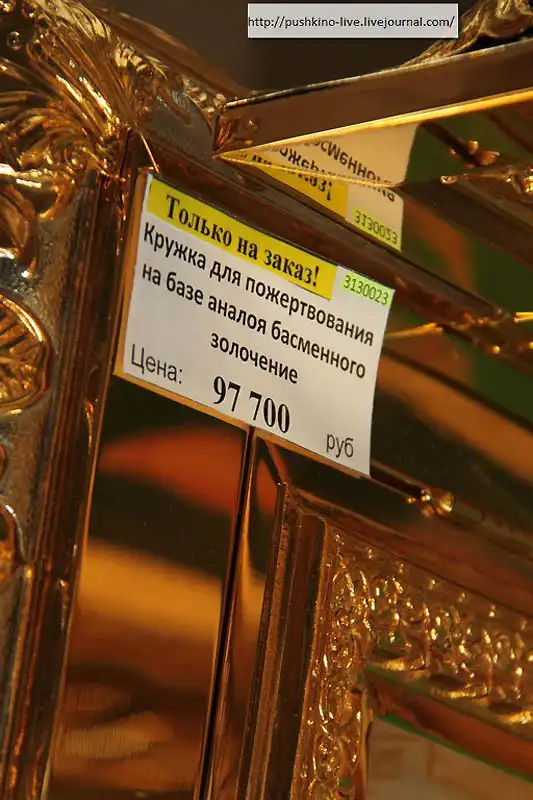 http://pushkino-live.livejournal.com/
Только на заказ!
3130023
Кружка для пожертвования
на базе аналоя басменного
золочение
Цена: 97 700 руб